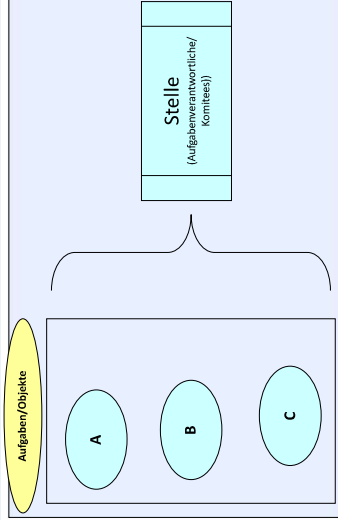 Aufgaben/Objekte
A
B
C
Stelle
(Aufgabenverantwortliche/
Komitees))